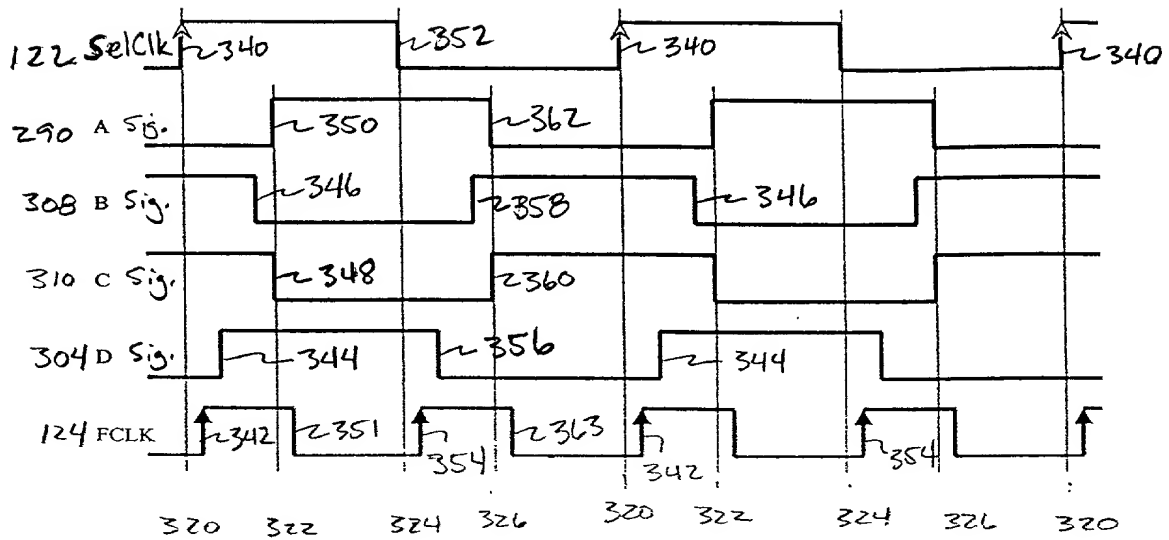 122 SelClk 340 352 340 340
290 A Sig. 350 362
308 B Sig. 346 358 346
310 C Sig. 348 360
304 D Sig. 344 356 344
124 FCLK 342 351 354 363 342 354
320 322 324 326 320 322 324 326 320